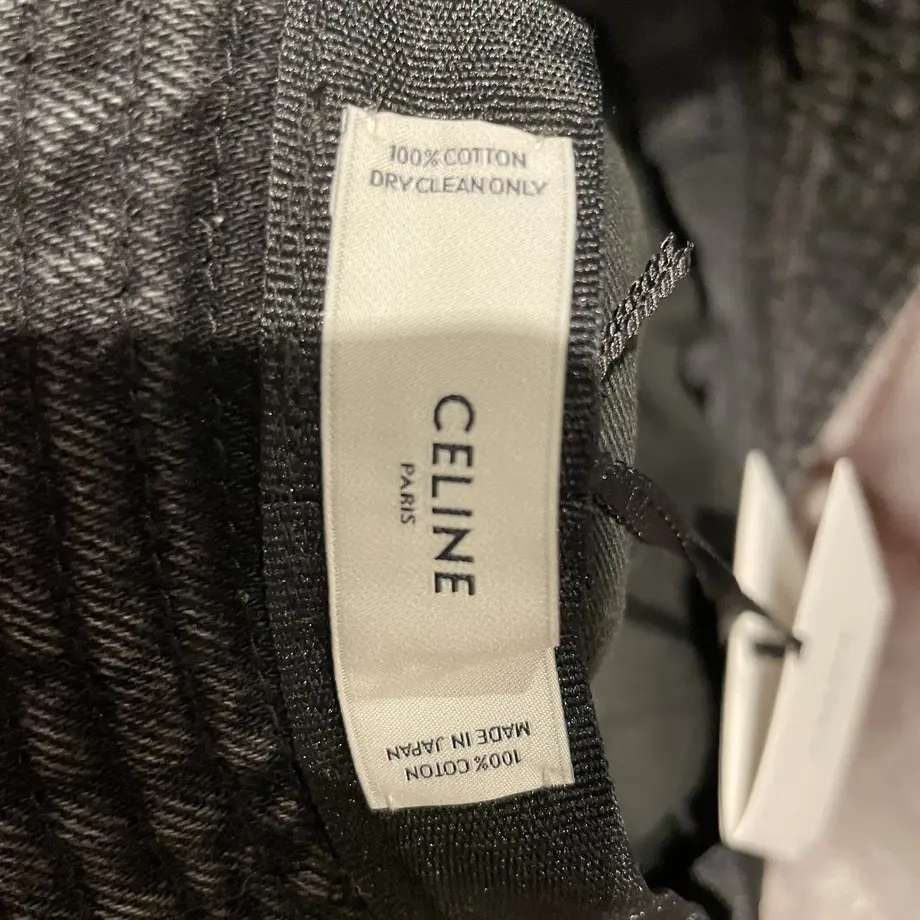 100% COTTON
DRY CLEAN ONLY
CELINE
PARIS
100% COTON
MADE IN JAPAN